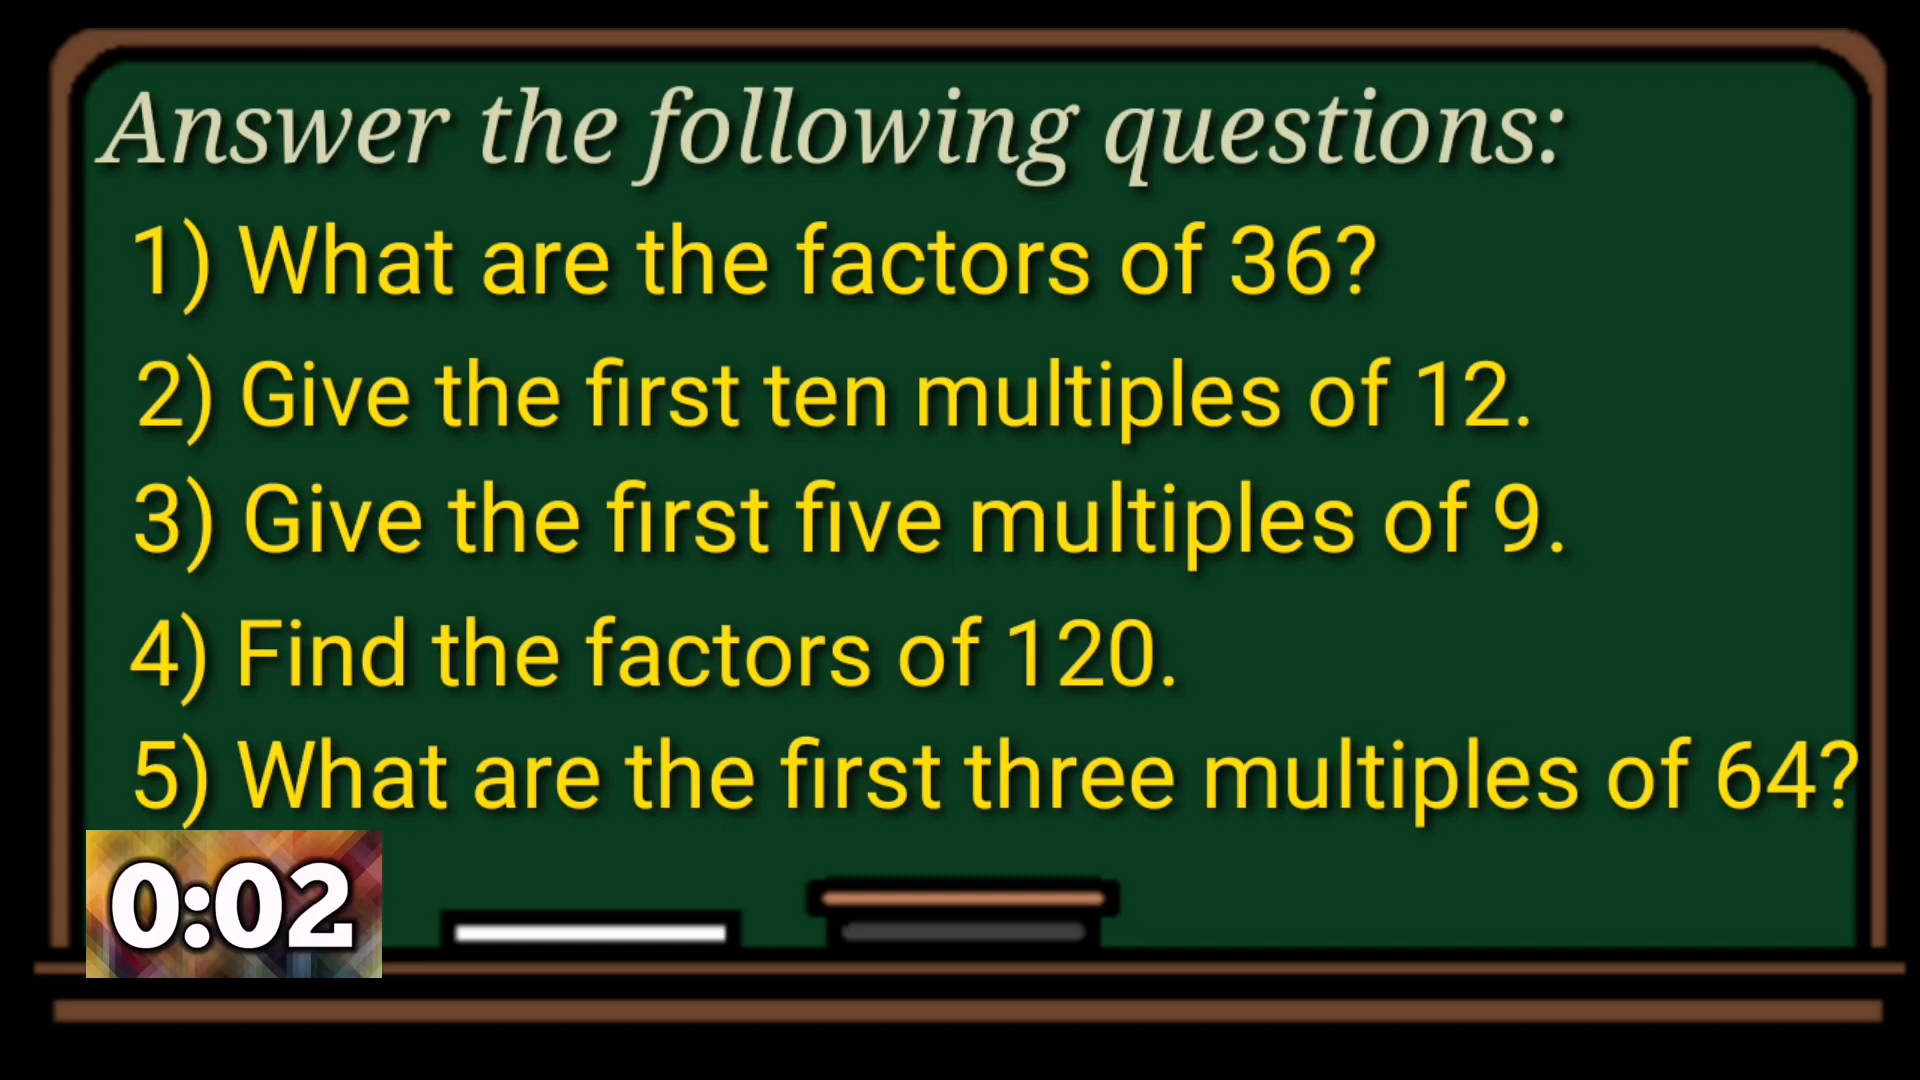 Answer the following questions:
1) What are the factors of 36?
2) Give the first ten multiples of 12.
3) Give the first five multiples of 9.
4) Find the factors of 120.
5) What are the first three multiples of 64?
0:02